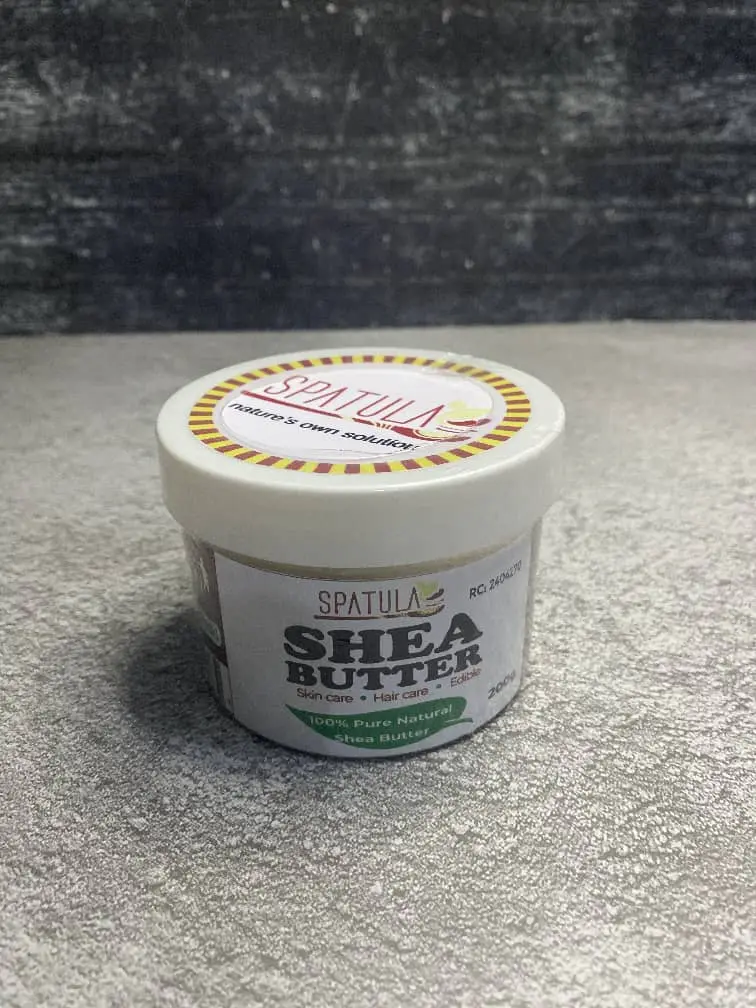 SPATULA
nature's own solution
SPATULA
RC: 2406270
SHEA
BUTTER
Skin care • Hair care • Edible
200g
100% Pure Natural
Shea Butter